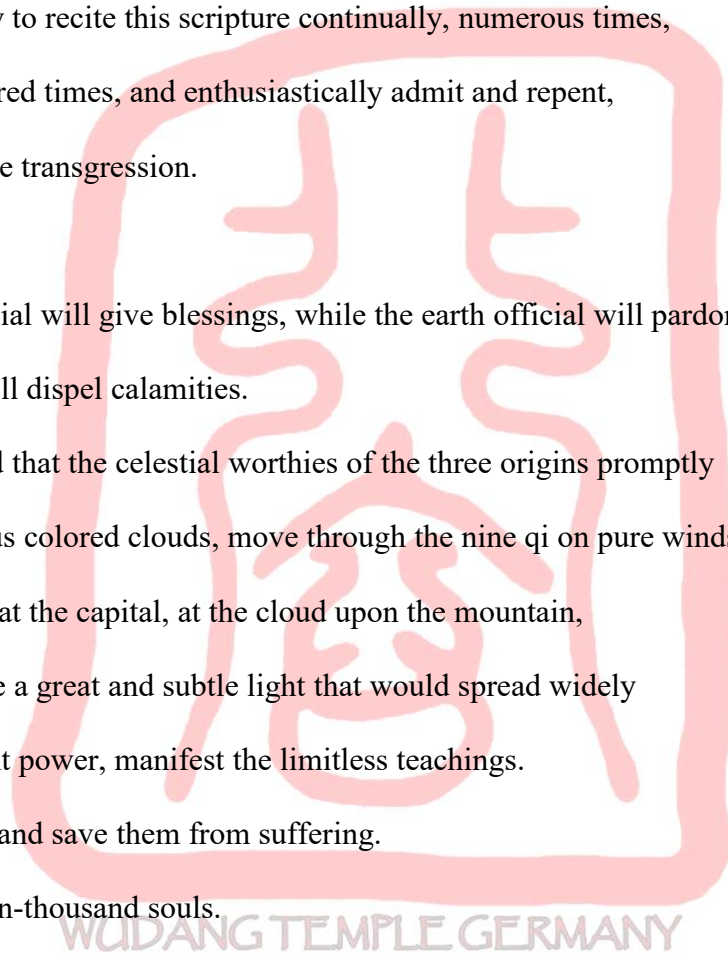 to recite this scripture continually, numerous times,
red times, and enthusiastically admit and repent,
e transgression.
ial will give blessings, while the earth official will pardon
ll dispel calamities.
d that the celestial worthies of the three origins promptly
us colored clouds, move through the nine qi on pure winds
at the capital, at the cloud upon the mountain,
e a great and subtle light that would spread widely
t power, manifest the limitless teachings.
and save them from suffering.
n-thousand souls.
WUDANG TEMPLE GERMANY